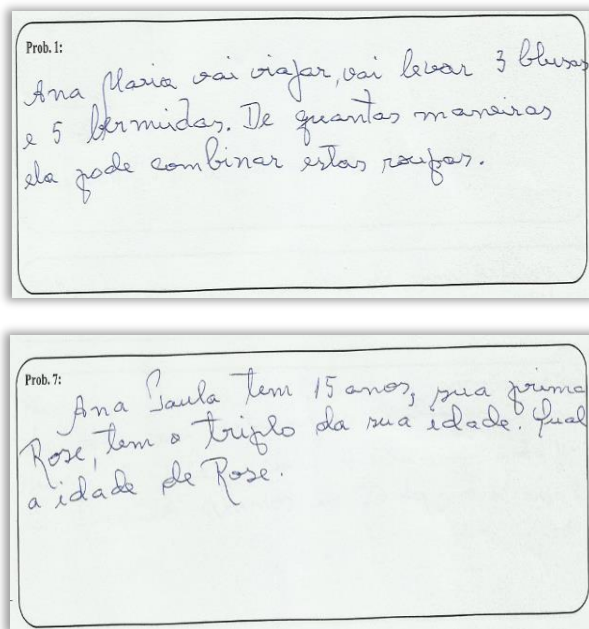 Prob. 1:
Ana Maria vai viajar, vai levar 3 blusas
e 5 bermudas. De quantas maneiras
ela pode combinar estas roupas.
Prob. 7:
Ana Paula tem 15 anos, sua prima
Rose, tem o triplo da sua idade. Qual
a idade de Rose.